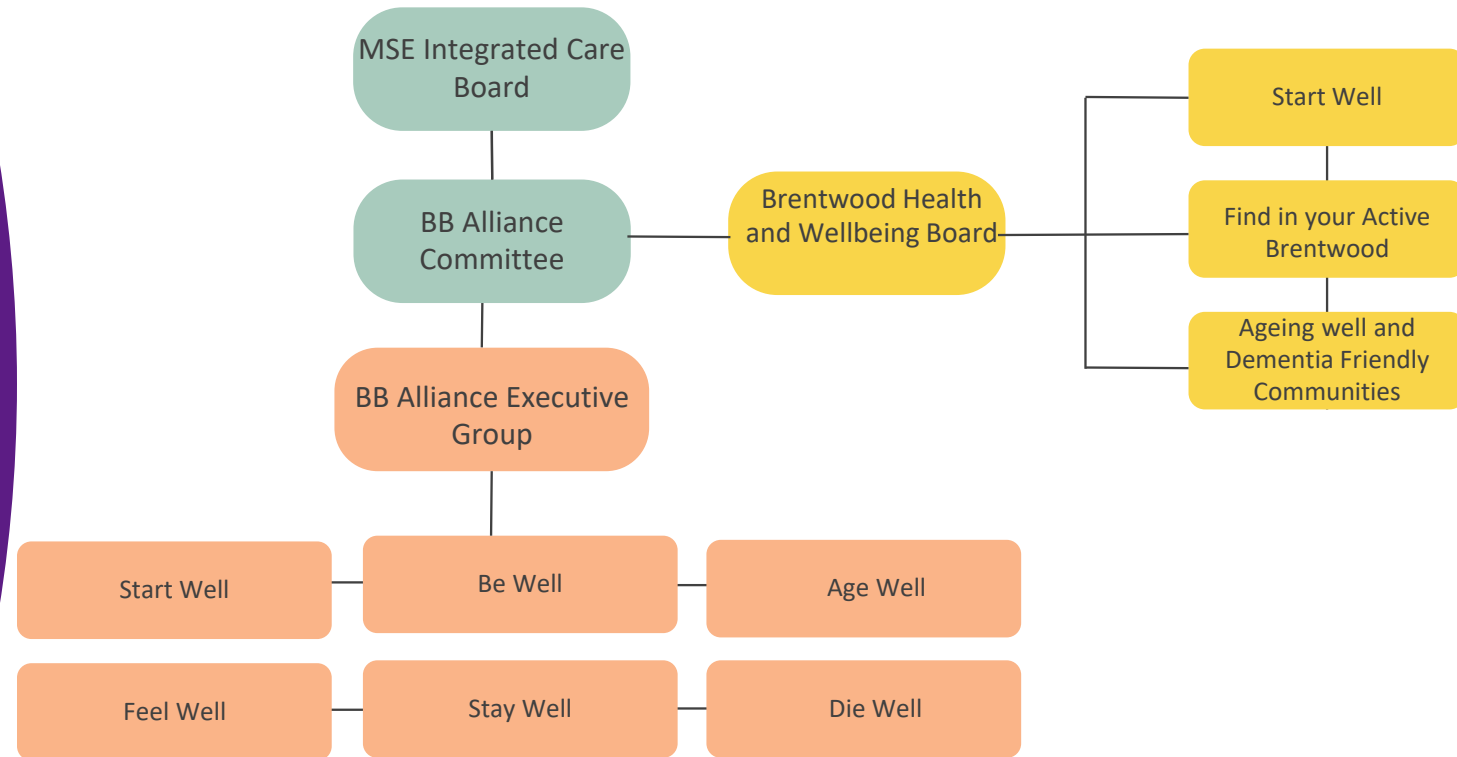 MSE Integrated Care
Board
BB Alliance
Committee
Brentwood Health
and Wellbeing Board
Start Well
Find in your Active
Brentwood
Ageing well and
Dementia Friendly
Communities
BB Alliance Executive
Group
Start Well
Be Well
Age Well
Feel Well
Stay Well
Die Well